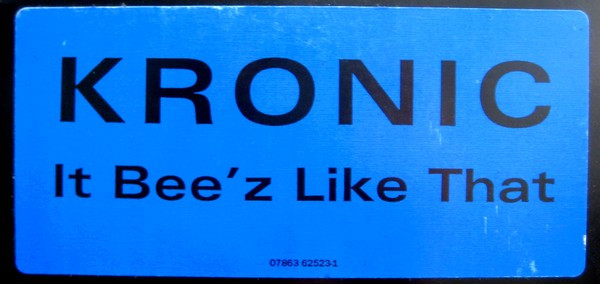 KRONIC
It Bee'z Like That
07863 62523-1